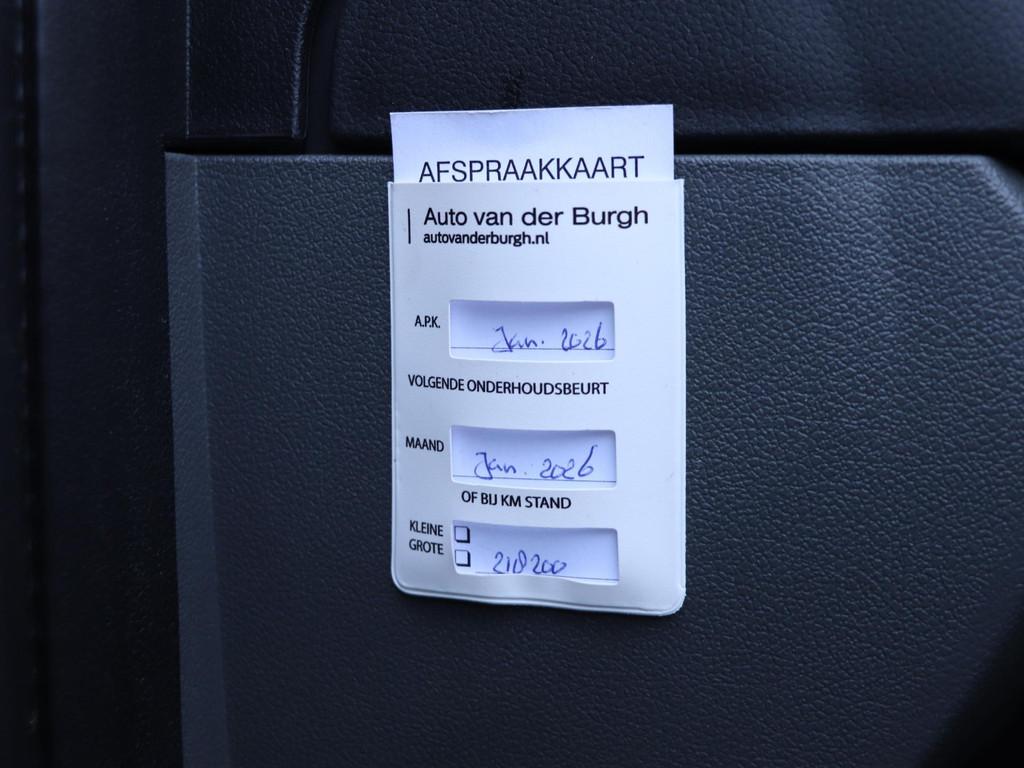 AFSPRAAKKAART
Auto van der Burgh
autovanderburgh.nl
A.P.K.
Jan. 2026
VOLGENDE ONDERHOUDSBEURT
MAAND
Jan. 2026
OF BIJ KM STAND
KLEINE
GROTE
218200